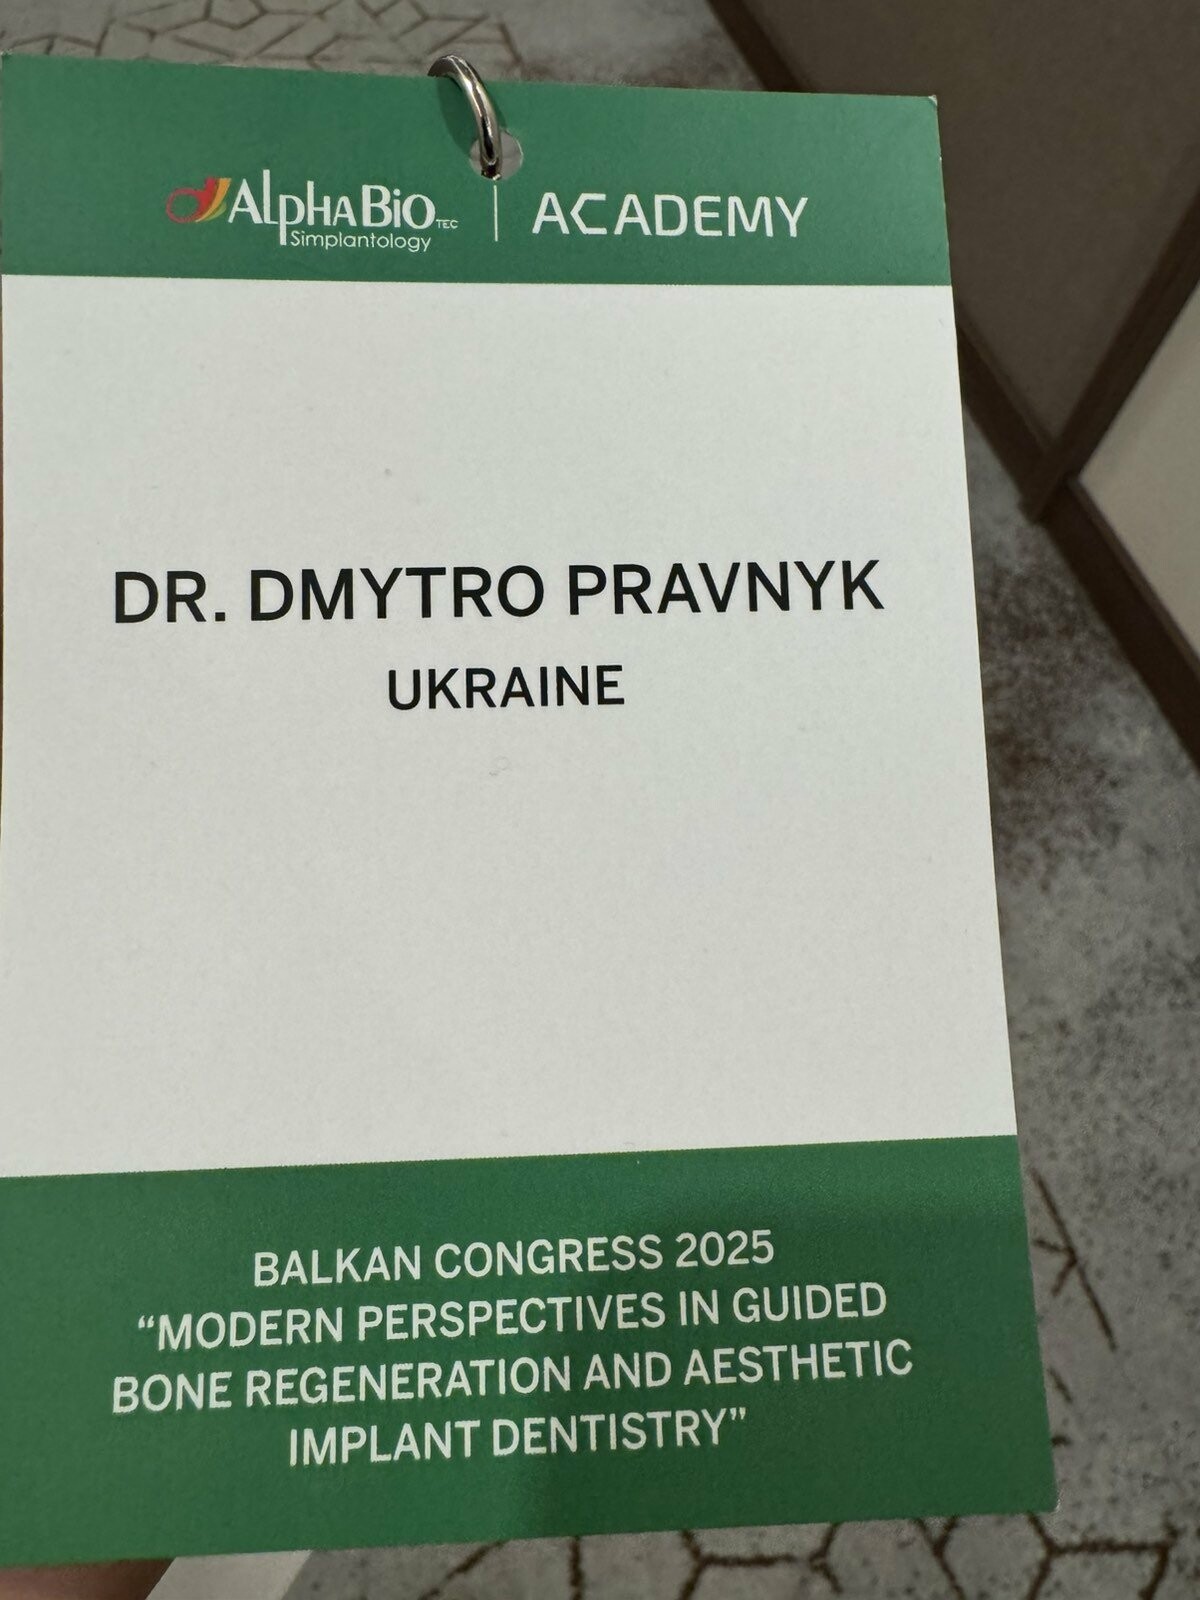 AlphaBio TEC | ACADEMY
Simplantology
DR. DMYTRO PRAVNYK
UKRAINE
BALKAN CONGRESS 2025
“MODERN PERSPECTIVES IN GUIDED
BONE REGENERATION AND AESTHETIC
IMPLANT DENTISTRY”